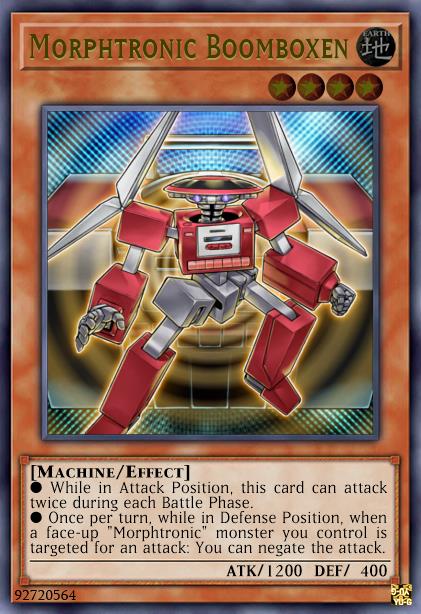 Morphtronic Boomboxen
EARTH
地
[Machine/Effect]
● While in Attack Position, this card can attack
twice during each Battle Phase.
● Once per turn, while in Defense Position, when
a face-up "Morphtronic" monster you control is
targeted for an attack: You can negate the attack.
ATK/1200 DEF/ 400
92720564